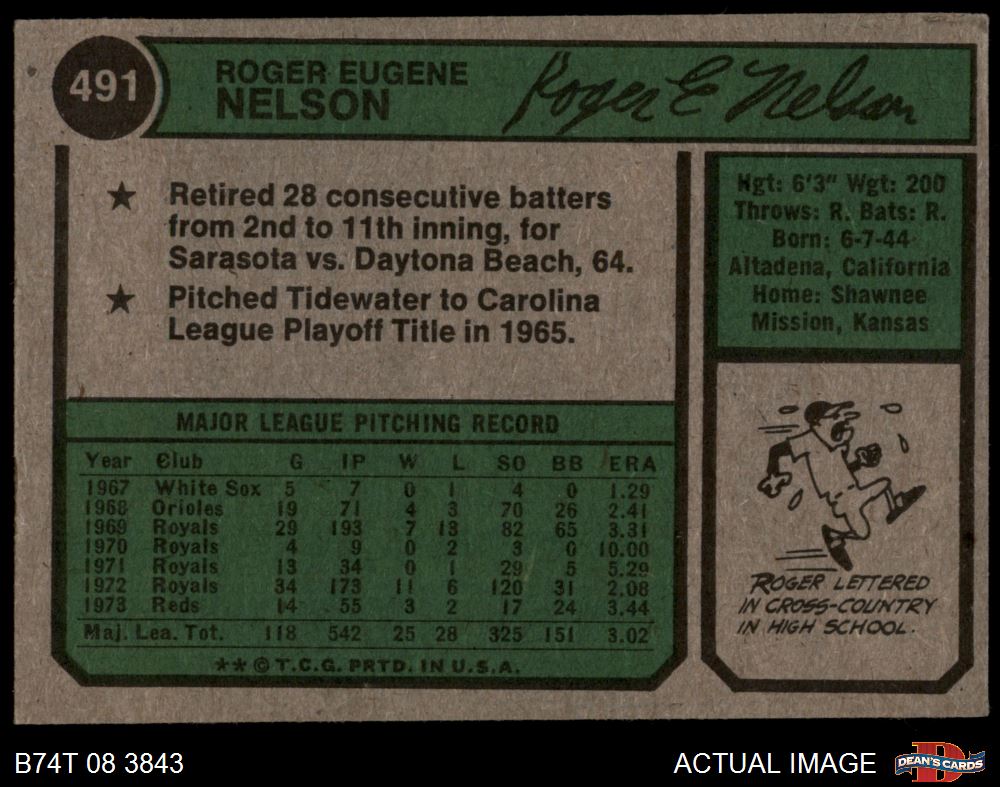 491
ROGER EUGENE
NELSON
Roger E Nelson
★ Retired 28 consecutive batters
from 2nd to 11th inning, for
Sarasota vs. Daytona Beach, 64.
★ Pitched Tidewater to Carolina
League Playoff Title in 1965.
Hgt: 6'3" Wgt: 200
Throws: R. Bats: R.
Born: 6-7-44
Altadena, California
Home: Shawnee
Mission, Kansas
MAJOR LEAGUE PITCHING RECORD
Year Club G IP W L SO BB ERA
1967 White Sox 5 7 0 1 4 0 1.29
1968 Orioles 19 71 4 3 70 26 2.41
1969 Royals 29 193 7 13 82 65 3.31
1970 Royals 4 9 0 2 3 0 10.00
1971 Royals 13 34 0 1 29 5 5.29
1972 Royals 34 173 11 6 120 31 2.08
1973 Reds 14 55 3 2 17 24 3.44
Maj. Lea. Tot. 118 542 25 28 325 151 3.02
**© T.C.G. PRTD. IN U.S.A.
ROGER LETTERED
IN CROSS-COUNTRY
IN HIGH SCHOOL.
B74T 08 3843
ACTUAL IMAGE
DEAN'S CARDS